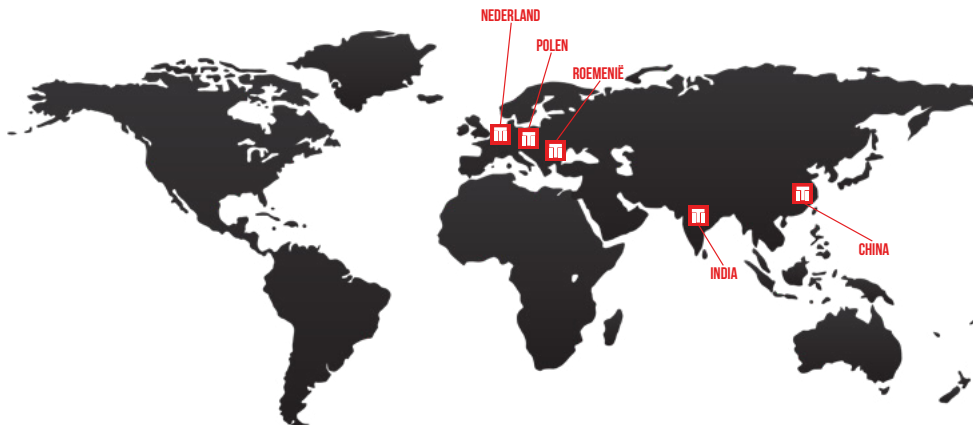 NEDERLAND
POLEN
ROEMENIË
CHINA
INDIA